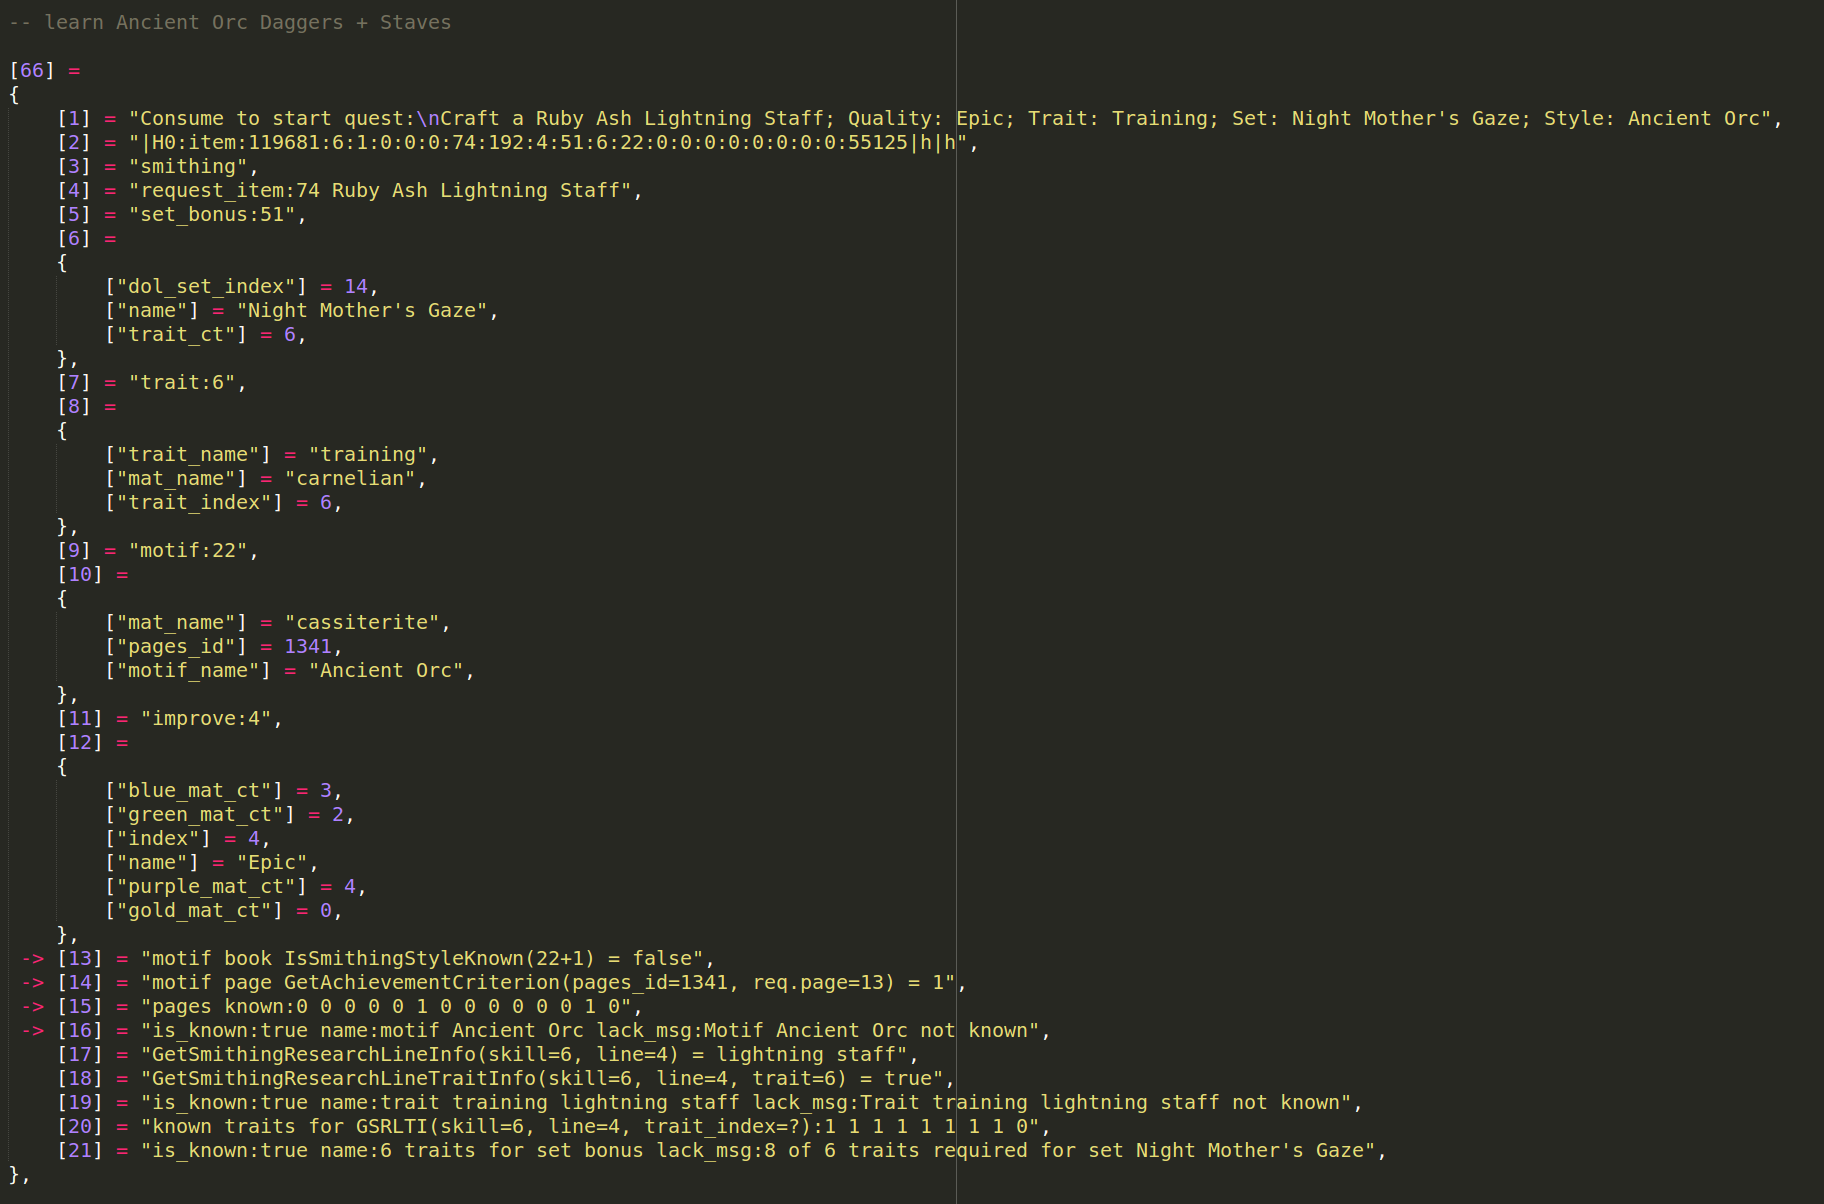 -- learn Ancient Orc Daggers + Staves
[66] =
{
    [1] = "Consume to start quest:\nCraft a Ruby Ash Lightning Staff; Quality: Epic; Trait: Training; Set: Night Mother's Gaze; Style: Ancient Orc",
    [2] = "|H0:item:119681:6:1:0:0:0:74:192:4:51:6:22:0:0:0:0:0:0:0:0:55125|h|h",
    [3] = "smithing",
    [4] = "request_item:74 Ruby Ash Lightning Staff",
    [5] = "set_bonus:51",
    [6] =
    {
        ["dol_set_index"] = 14,
        ["name"] = "Night Mother's Gaze",
        ["trait_ct"] = 6,
    },
    [7] = "trait:6",
    [8] =
    {
        ["trait_name"] = "training",
        ["mat_name"] = "carnelian",
        ["trait_index"] = 6,
    },
    [9] = "motif:22",
    [10] =
    {
        ["mat_name"] = "cassiterite",
        ["pages_id"] = 1341,
        ["motif_name"] = "Ancient Orc",
    },
    [11] = "improve:4",
    [12] =
    {
        ["blue_mat_ct"] = 3,
        ["green_mat_ct"] = 2,
        ["index"] = 4,
        ["name"] = "Epic",
        ["purple_mat_ct"] = 4,
        ["gold_mat_ct"] = 0,
    },
 -> [13] = "motif book IsSmithingStyleKnown(22+1) = false",
 -> [14] = "motif page GetAchievementCriterion(pages_id=1341, req.page=13) = 1",
 -> [15] = "pages known:0 0 0 0 0 1 0 0 0 0 0 0 1 0",
 -> [16] = "is_known:true name:motif Ancient Orc lack_msg:Motif Ancient Orc not known",
    [17] = "GetSmithingResearchLineInfo(skill=6, line=4) = lightning staff",
    [18] = "GetSmithingResearchLineTraitInfo(skill=6, line=4, trait=6) = true",
    [19] = "is_known:true name:trait training lightning staff lack_msg:Trait training lightning staff not known",
    [20] = "known traits for GSRLTI(skill=6, line=4, trait_index=?):1 1 1 1 1 1 1 1 0",
    [21] = "is_known:true name:6 traits for set bonus lack_msg:8 of 6 traits required for set Night Mother's Gaze",
},